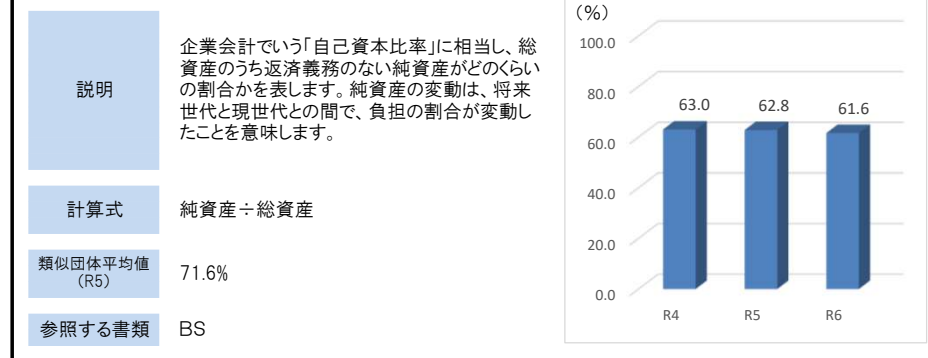 説明
企業会計でいう「自己資本比率」に相当し、総
資産のうち返済義務のない純資産がどのくらい
の割合かを表します。純資産の変動は、将来
世代と現世代との間で、負担の割合が変動し
たことを意味します。
計算式
純資産÷総資産
類似団体平均値
(R5)
71.6%
参照する書類
BS
(%)
100.0
80.0
60.0
40.0
20.0
0.0
63.0
62.8
61.6
R4
R5
R6